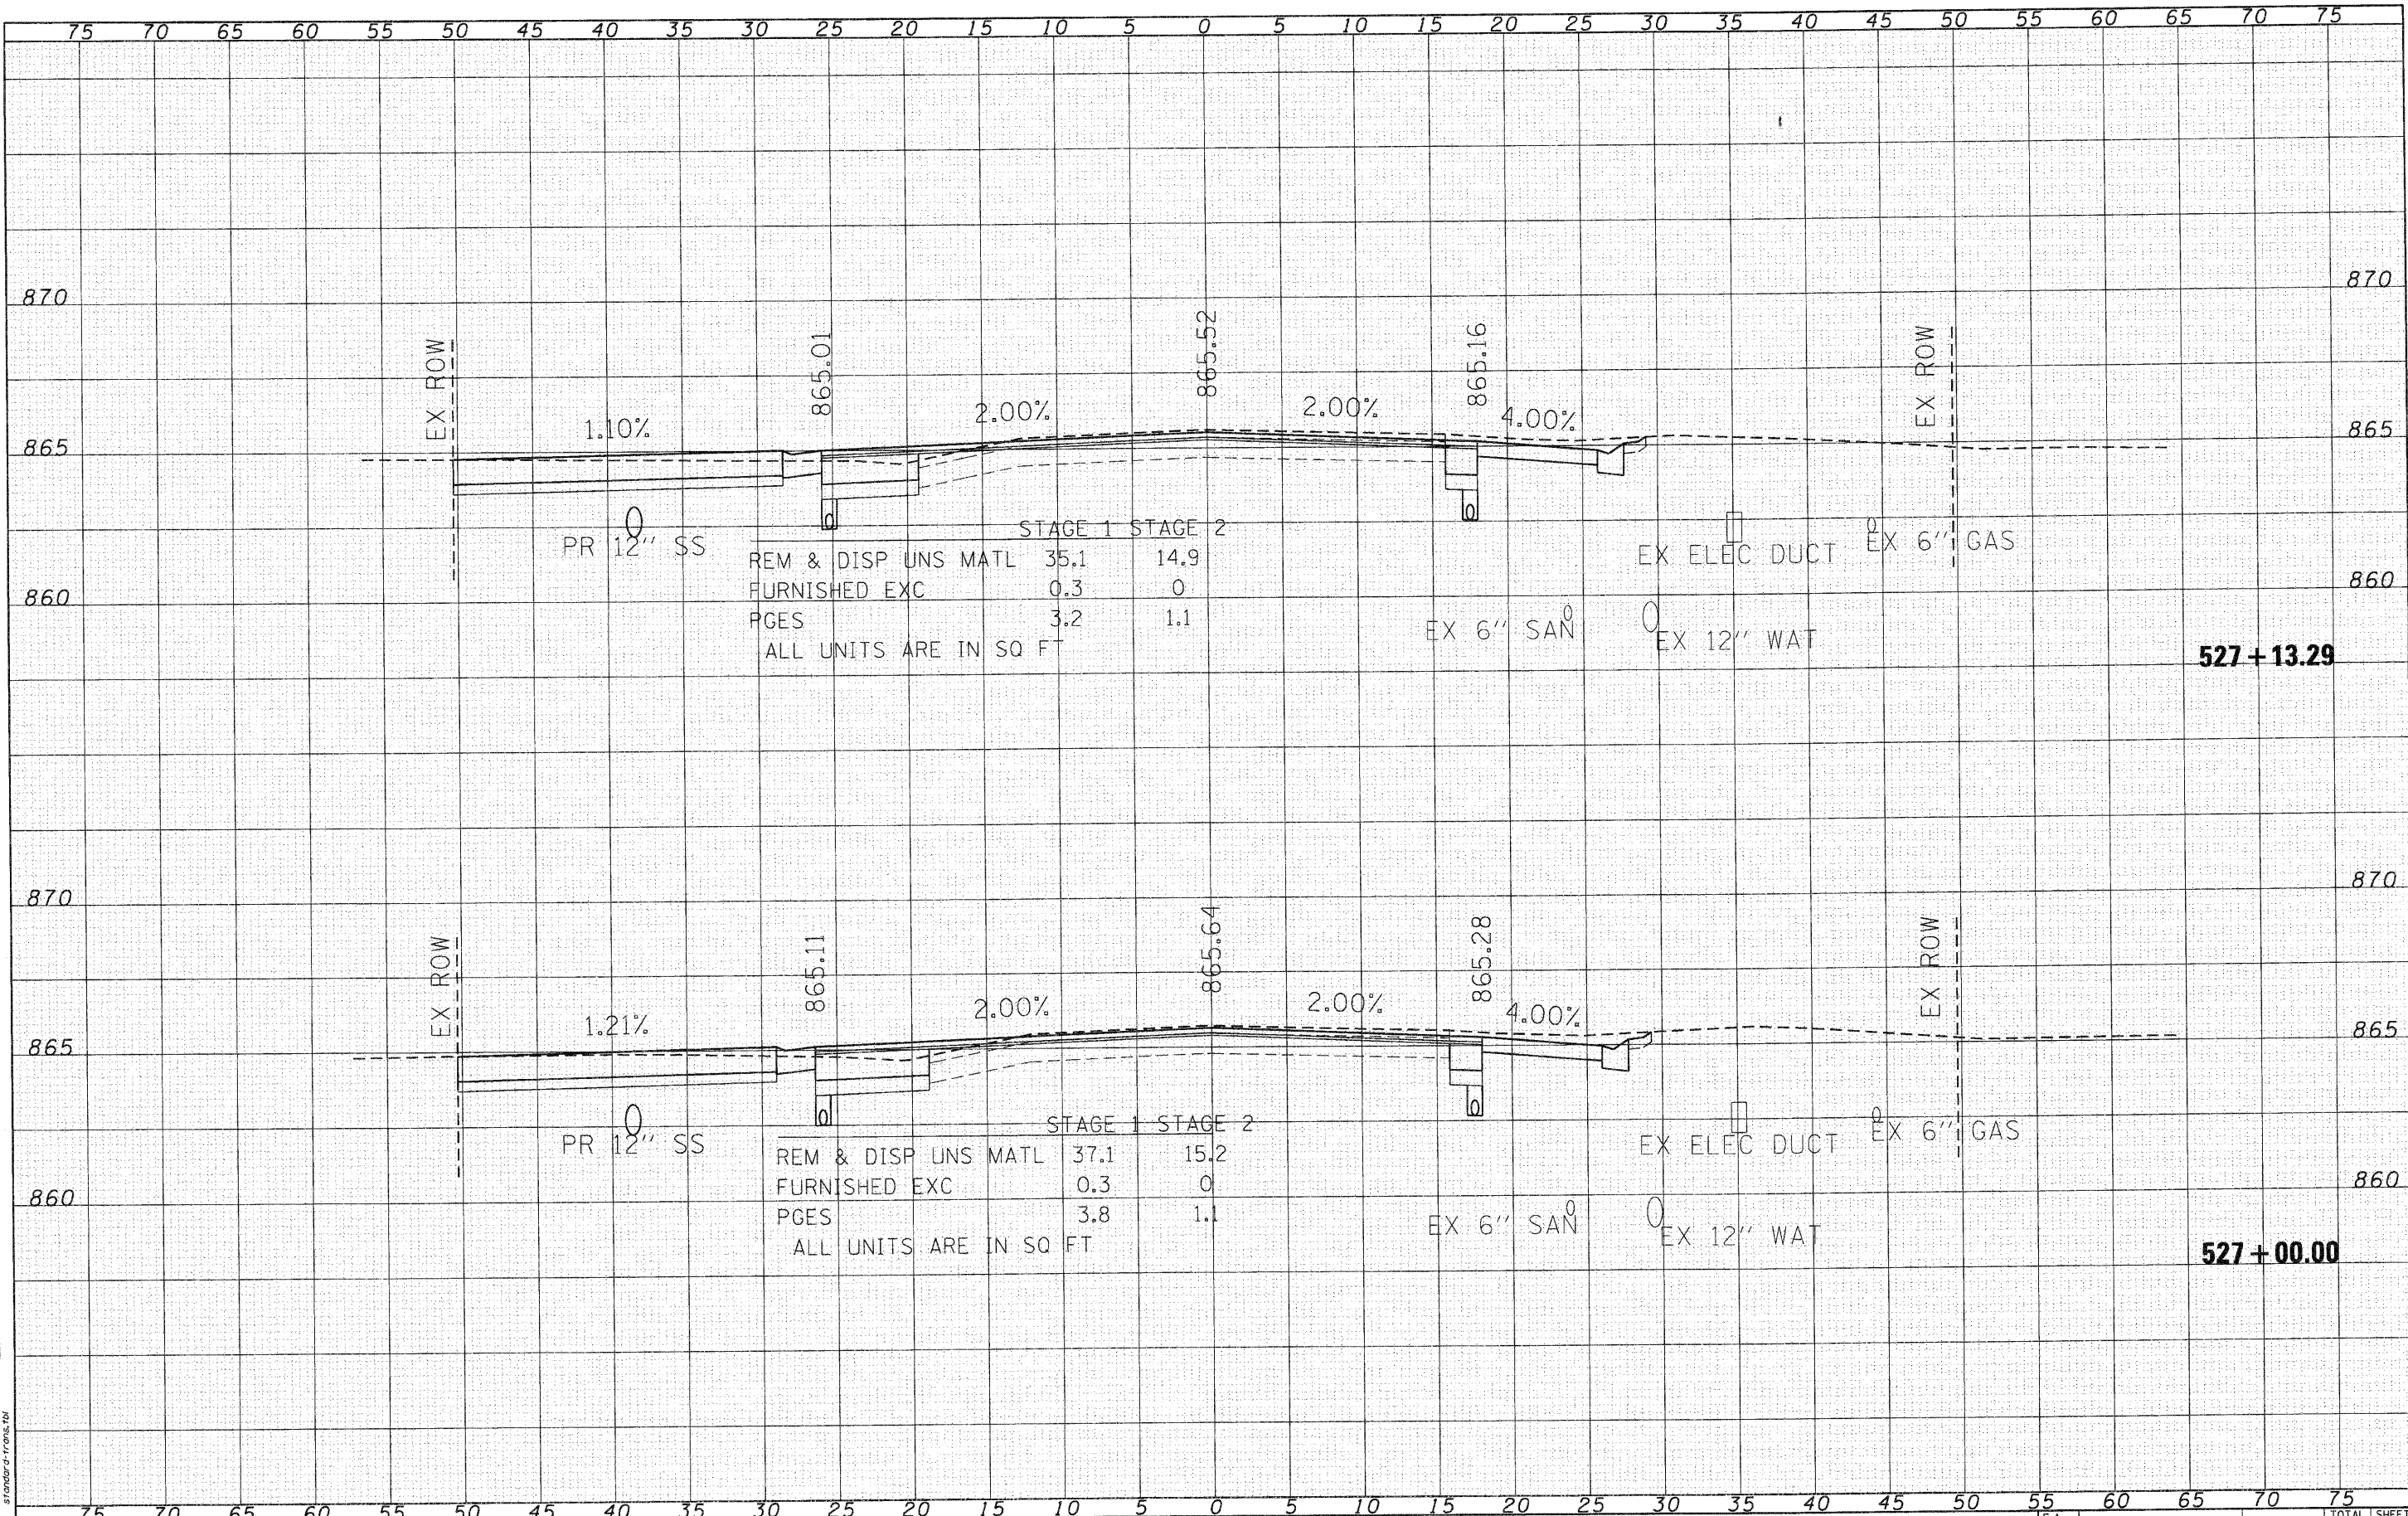 75 70 65 60 55 50 45 40 35 30 25 20 15 10 5 0 5 10 15 20 25 30 35 40 45 50 55 60 65 70 75
870 870
EX ROW
865.01
865.52
865.16
EX ROW
1.10% 2.00% 2.00% 4.00%
865 865
PR 12'' SS
EX ELEC DUCT EX 6'' GAS
STAGE 1 STAGE 2
REM & DISP UNS MATL 35.1 14.9
FURNISHED EXC 0.3 0
PGES 3.2 1.1
ALL UNITS ARE IN SQ FT
860 860
EX 6'' SAN EX 12'' WAT
527+13.29
870 870
EX ROW
865.11
865.64
865.28
EX ROW
1.21% 2.00% 2.00% 4.00%
865 865
PR 12'' SS
EX ELEC DUCT EX 6'' GAS
STAGE 1 STAGE 2
REM & DISP UNS MATL 37.1 15.2
FURNISHED EXC 0.3 0
PGES 3.8 1.1
ALL UNITS ARE IN SQ FT
860 860
EX 6'' SAN EX 12'' WAT
527+00.00
standard-trans.tbl
75 70 65 60 55 50 45 40 35 30 25 20 15 10 5 0 5 10 15 20 25 30 35 40 45 50 55 60 65 70 75
TOTAL SHEET